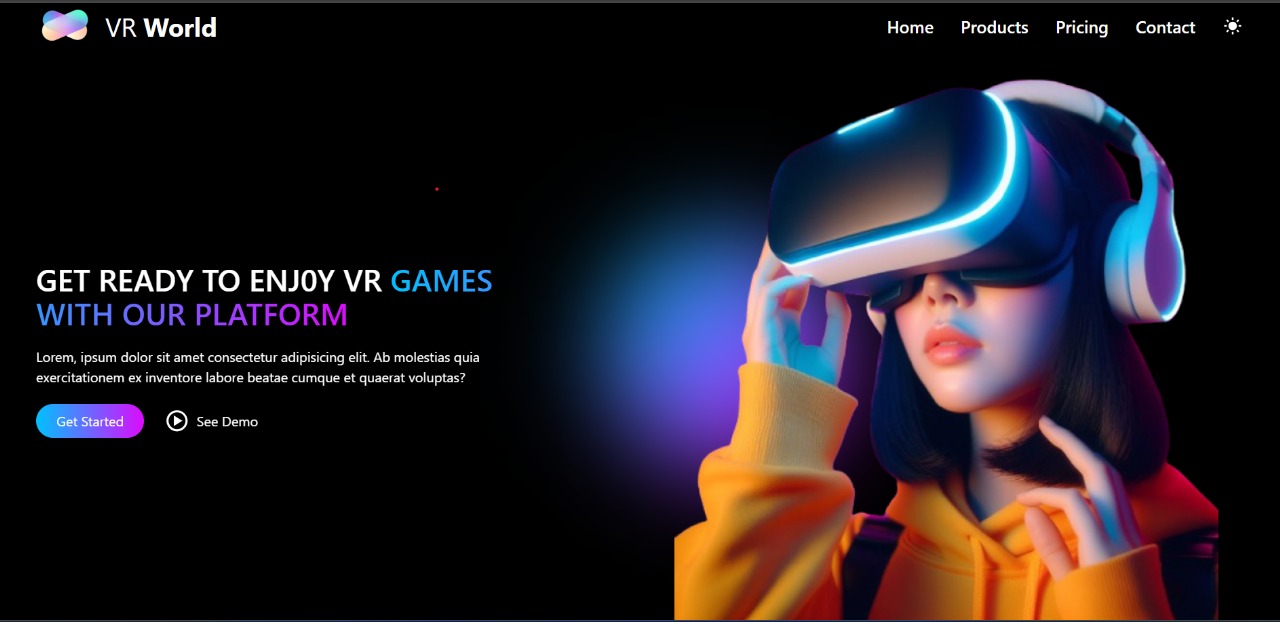 VR World
Home Products Pricing Contact
GET READY TO ENJ0Y VR GAMES
WITH OUR PLATFORM
Lorem, ipsum dolor sit amet consectetur adipisicing elit. Ab molestias quia
exercitationem ex inventore labore beatae cumque et quaerat voluptas?
Get Started See Demo